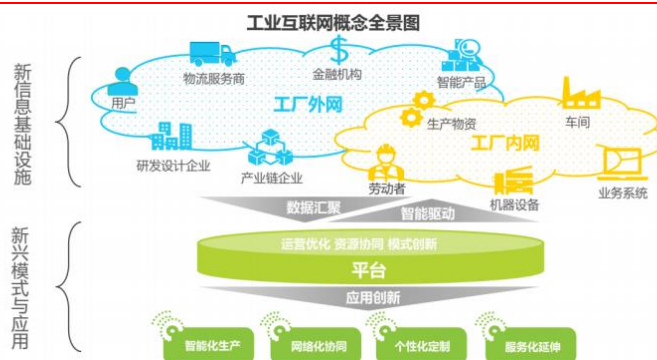 工业互联网概念全景图
新信息基础设施
用户
物流服务商
金融机构
智能产品
工厂外网
研发设计企业
产业链企业
生产物资
车间
工厂内网
劳动者
机器设备
业务系统
数据汇聚
智能驱动
新兴模式与应用
运营优化 资源协同 模式创新
平台
应用创新
智能化生产
网络化协同
个性化定制
服务化延伸